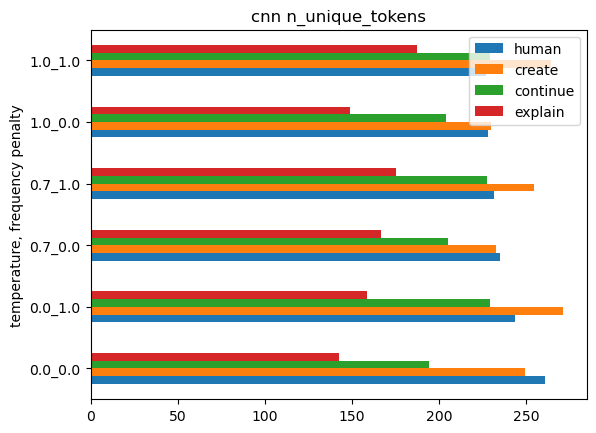 cnn n_unique_tokens
human
create
continue
explain
temperature, frequency penalty
1.0_1.0
1.0_0.0
0.7_1.0
0.7_0.0
0.0_1.0
0.0_0.0
0 50 100 150 200 250